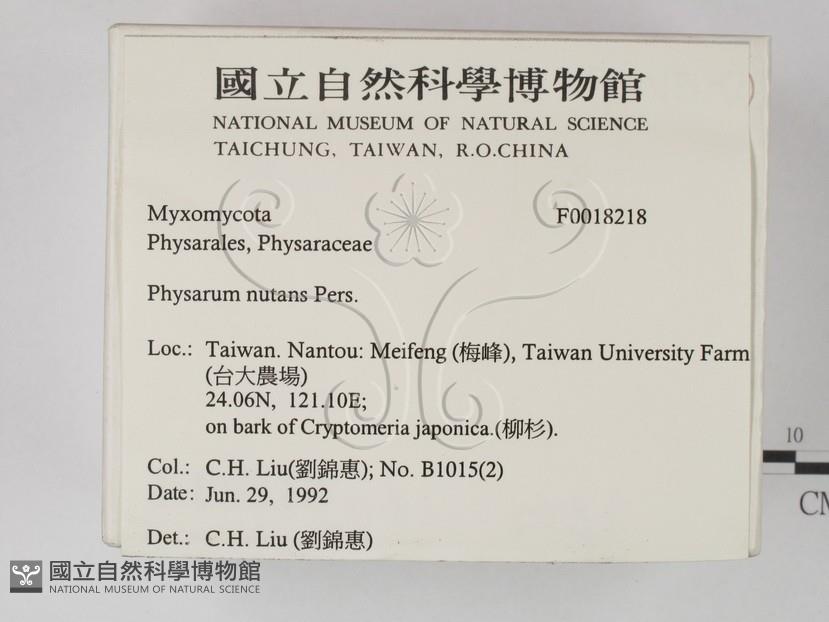 國立自然科學博物館
NATIONAL MUSEUM OF NATURAL SCIENCE
TAICHUNG, TAIWAN, R.O.CHINA
Myxomycota F0018218
Physarales, Physaraceae
Physarum nutans Pers.
Loc.: Taiwan. Nantou: Meifeng (梅峰), Taiwan University Farm
(台大農場)
24.06N, 121.10E;
on bark of Cryptomeria japonica.(柳杉).
Col.: C.H. Liu(劉錦惠); No. B1015(2)
Date: Jun. 29, 1992
Det.: C.H. Liu (劉錦惠)
10
CM
國立自然科學博物館
NATIONAL MUSEUM OF NATURAL SCIENCE